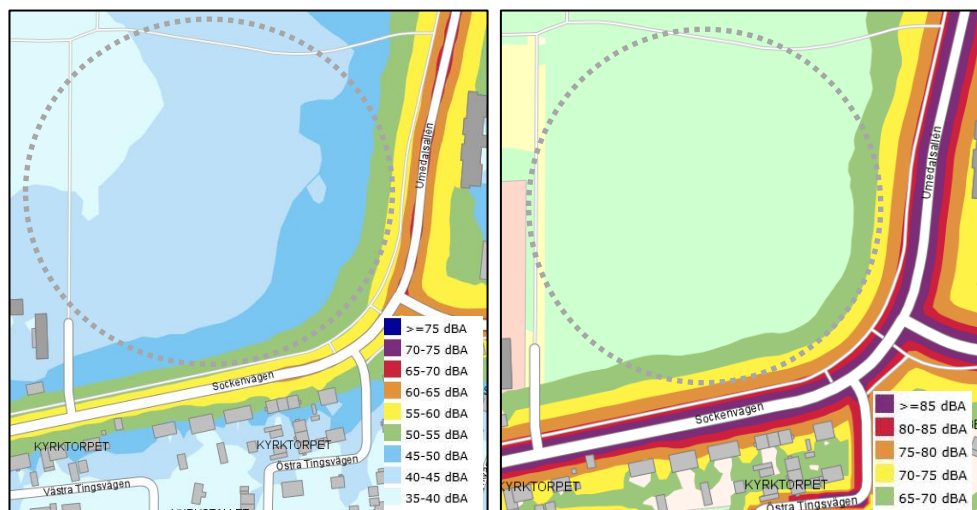 Umedalsallén
Sockenvägen
KYRKTORPET
KYRKTORPET
Östra Tingsvägen
Västra Tingsvägen
>=75 dBA
70-75 dBA
65-70 dBA
60-65 dBA
55-60 dBA
50-55 dBA
45-50 dBA
40-45 dBA
35-40 dBA
Umedalsallén
Sockenvägen
KYRKTORPET
KYRKTORPET
Östra Tingsvägen
>=85 dBA
80-85 dBA
75-80 dBA
70-75 dBA
65-70 dBA